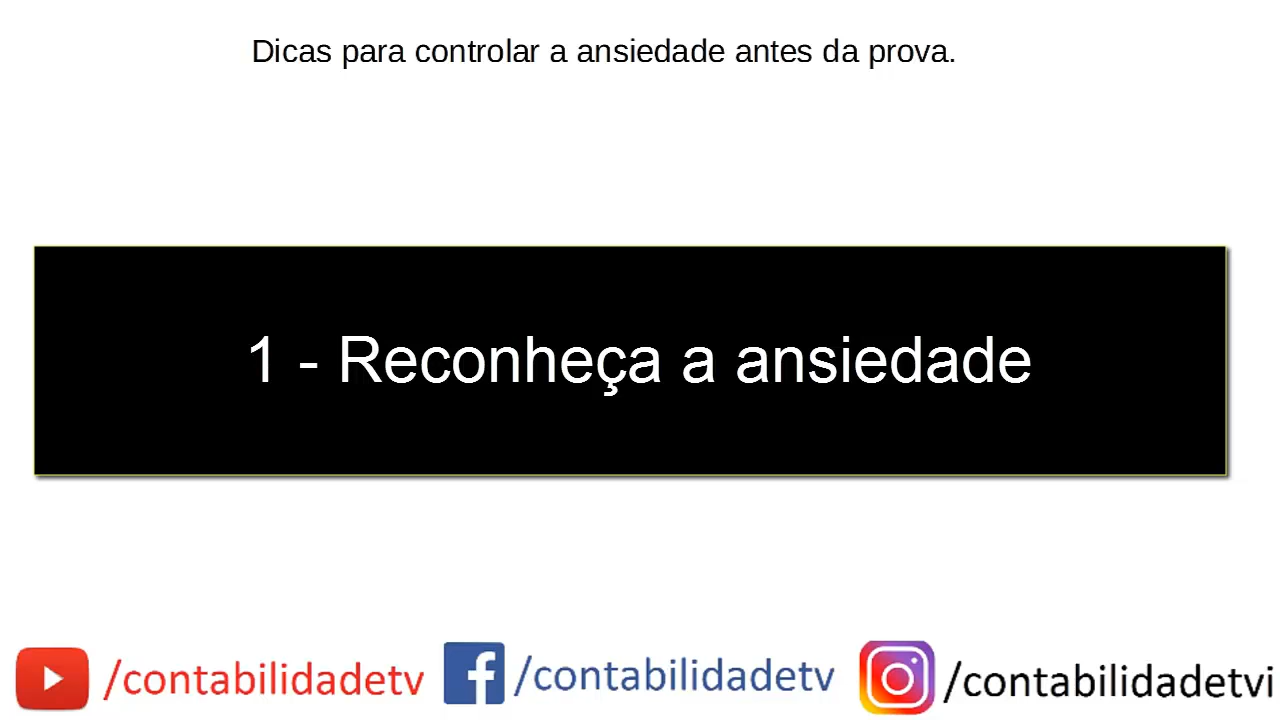 Dicas para controlar a ansiedade antes da prova.
1 - Reconheça a ansiedade
/contabilidadetv /contabilidadetv /contabilidadetvi